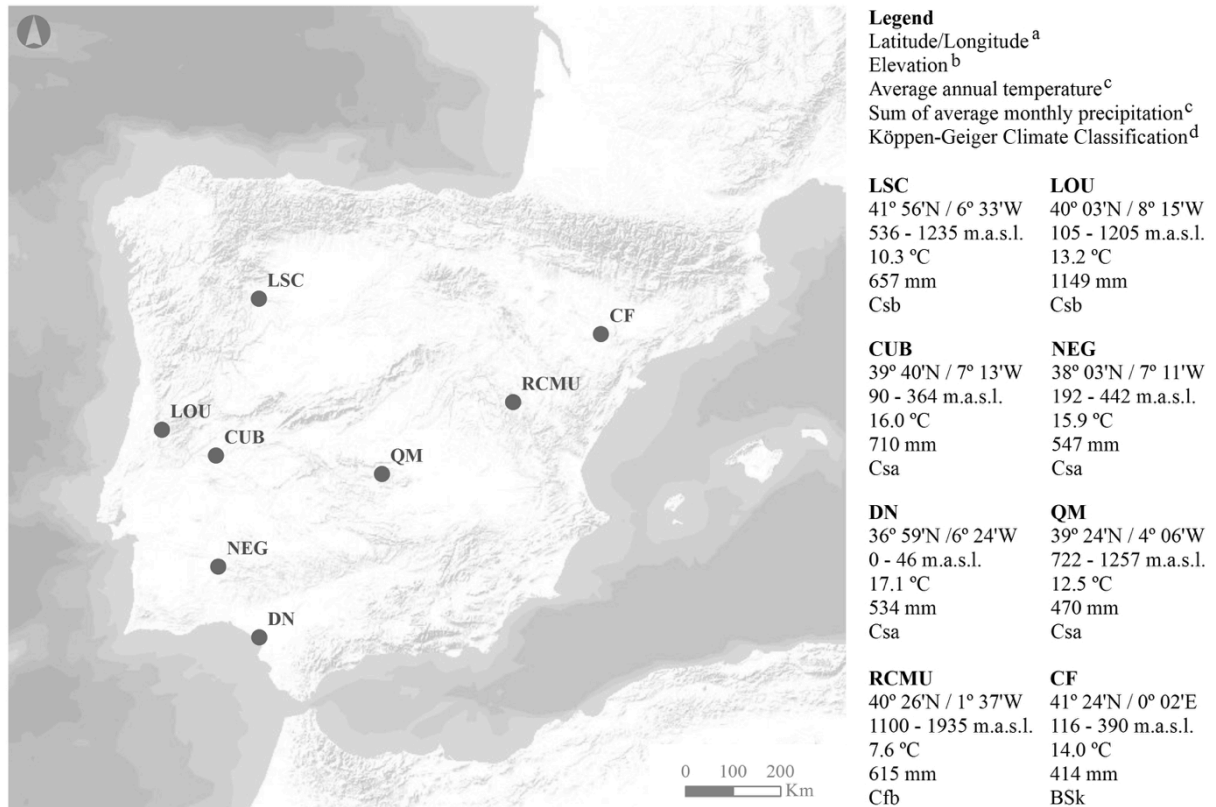 Legend
Latitude/Longitude a
Elevation b
Average annual temperature c
Sum of average monthly precipitation c
Köppen-Geiger Climate Classification d
LSC
41º 56'N / 6º 33'W
536 - 1235 m.a.s.l.
10.3 ºC
657 mm
Csb
LOU
40º 03'N / 8º 15'W
105 - 1205 m.a.s.l.
13.2 ºC
1149 mm
Csb
CUB
39º 40'N / 7º 13'W
90 - 364 m.a.s.l.
16.0 ºC
710 mm
Csa
NEG
38º 03'N / 7º 11'W
192 - 442 m.a.s.l.
15.9 ºC
547 mm
Csa
DN
36º 59'N /6º 24'W
0 - 46 m.a.s.l.
17.1 ºC
534 mm
Csa
QM
39º 24'N / 4º 06'W
722 - 1257 m.a.s.l.
12.5 ºC
470 mm
Csa
RCMU
40º 26'N / 1º 37'W
1100 - 1935 m.a.s.l.
7.6 ºC
615 mm
Cfb
CF
41º 24'N / 0º 02'E
116 - 390 m.a.s.l.
14.0 ºC
414 mm
BSk
LSC
CF
RCMU
LOU
CUB
QM
NEG
DN
0 100 200
Km